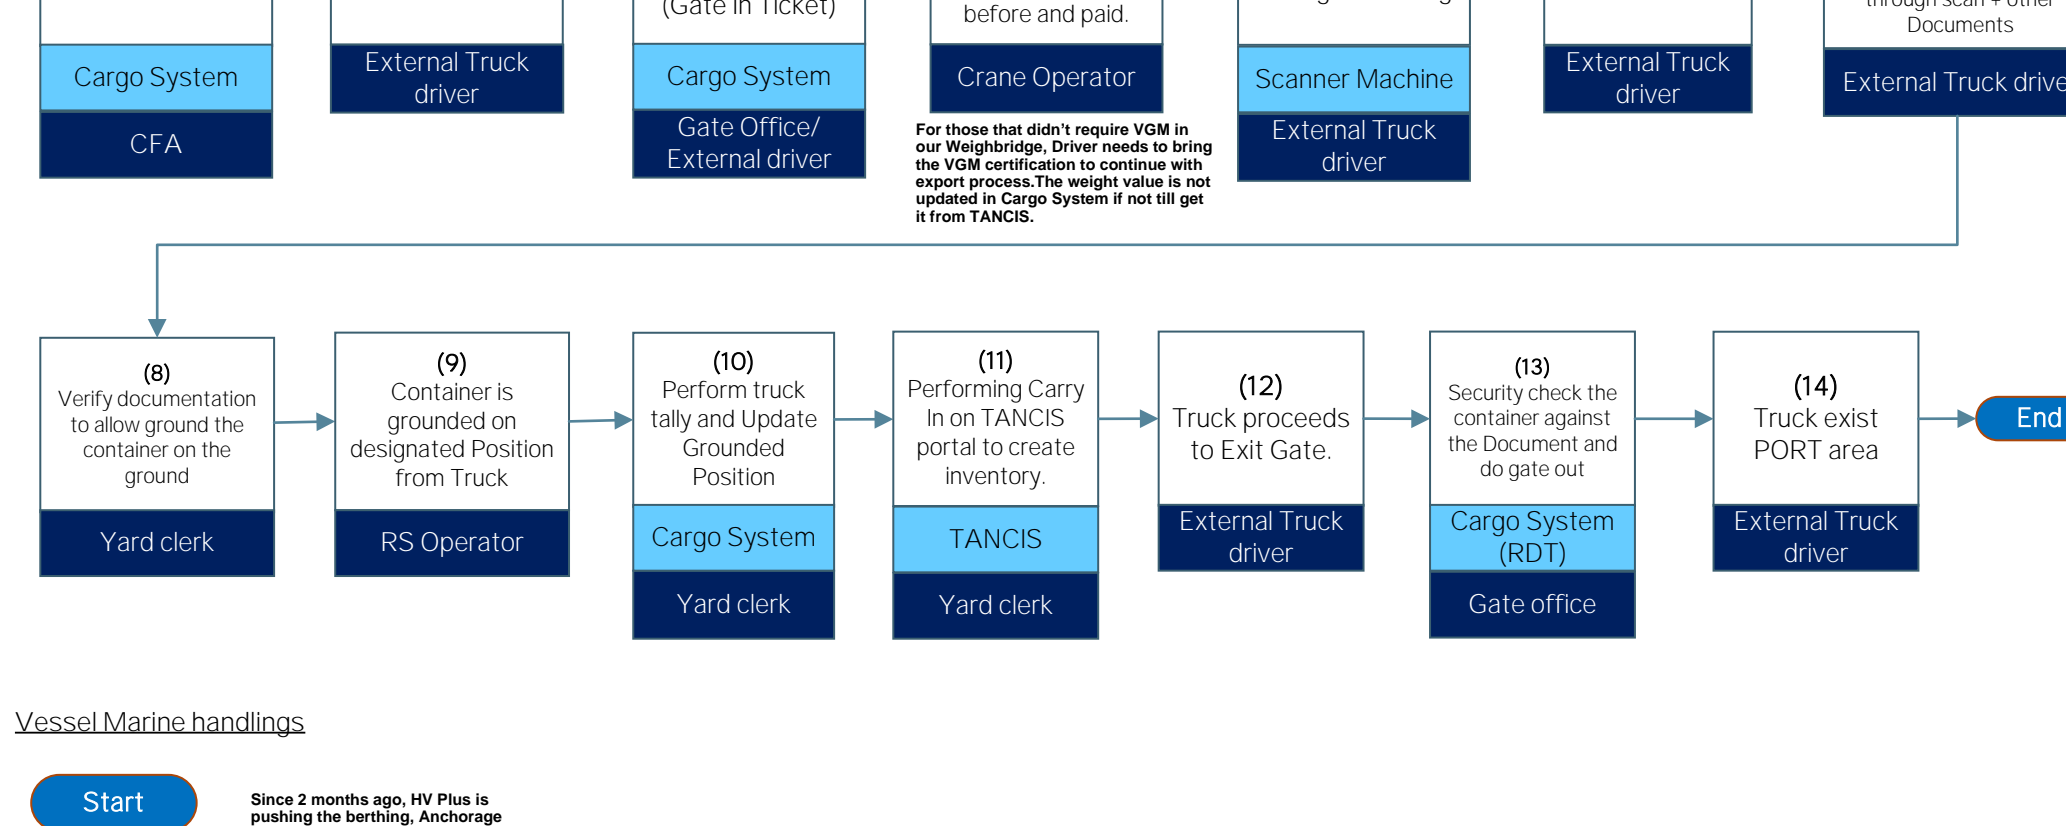 (Gate in Ticket)
before and paid.
Documents
Cargo System
CFA
External Truck
driver
Cargo System
Gate Office/
External driver
Crane Operator
For those that didn't require VGM in
our Weighbridge, Driver needs to bring
the VGM certification to continue with
export process.The weight value is not
updated in Cargo System if not till get
it from TANCIS.
Scanner Machine
External Truck
driver
External Truck
driver
External Truck drive
(8)
Verify documentation
to allow ground the
container on the
ground
Yard clerk
(9)
Container is
grounded on
designated Position
from Truck
RS Operator
(10)
Perform truck
tally and Update
Grounded
Position
Cargo System
Yard clerk
(11)
Performing Carry
In on TANCIS
portal to create
inventory.
TANCIS
Yard clerk
(12)
Truck proceeds
to Exit Gate.
External Truck
driver
(13)
Security check the
container against
the Document and
do gate out
Cargo System
(RDT)
Gate office
(14)
Truck exist
PORT area
External Truck
driver
End
Vessel Marine handlings
Start
Since 2 months ago, HV Plus is
pushing the berthing, Anchorage